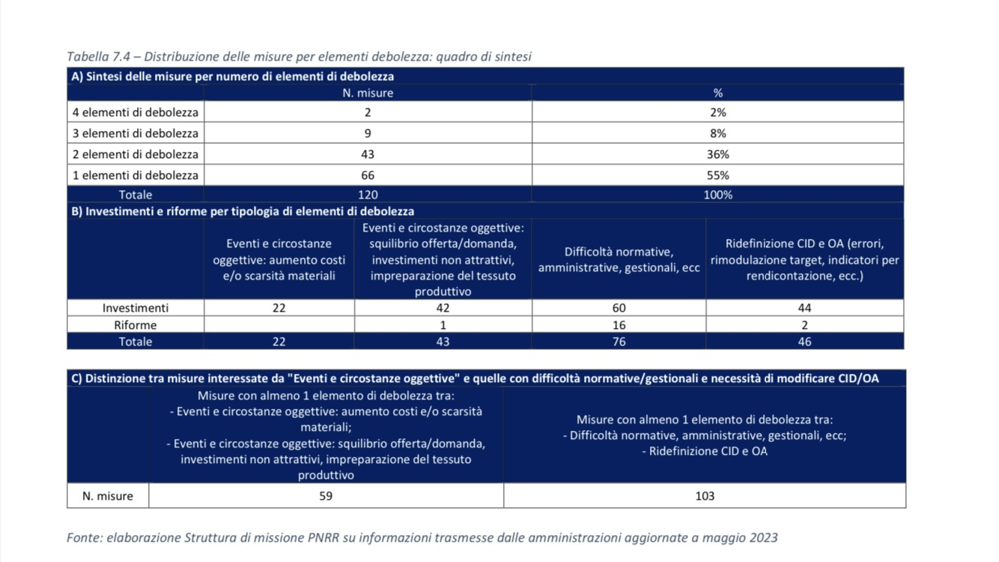 Tabella 7.4 – Distribuzione delle misure per elementi debolezza: quadro di sintesi
A) Sintesi delle misure per numero di elementi di debolezza
N. misure %
4 elementi di debolezza 2 2%
3 elementi di debolezza 9 8%
2 elementi di debolezza 43 36%
1 elementi di debolezza 66 55%
Totale 120 100%
B) Investimenti e riforme per tipologia di elementi di debolezza
Eventi e circostanze
oggettive: aumento costi
e/o scarsità materiali
Eventi e circostanze oggettive:
squilibrio offerta/domanda,
investimenti non attrattivi,
impreparazione del tessuto
produttivo
Difficoltà normative,
amministrative, gestionali, ecc
Ridefinizione CID e OA (errori,
rimodulazione target, indicatori per
rendicontazione, ecc.)
Investimenti 22 42 60 44
Riforme 1 16 2
Totale 22 43 76 46
C) Distinzione tra misure interessate da "Eventi e circostanze oggettive" e quelle con difficoltà normative/gestionali e necessità di modificare CID/OA
Misure con almeno 1 elemento di debolezza tra:
- Eventi e circostanze oggettive: aumento costi e/o scarsità
materiali;
- Eventi e circostanze oggettive: squilibrio offerta/domanda,
investimenti non attrattivi, impreparazione del tessuto
produttivo
Misure con almeno 1 elemento di debolezza tra:
- Difficoltà normative, amministrative, gestionali, ecc;
- Ridefinizione CID e OA
N. misure 59 103
Fonte: elaborazione Struttura di missione PNRR su informazioni trasmesse dalle amministrazioni aggiornate a maggio 2023